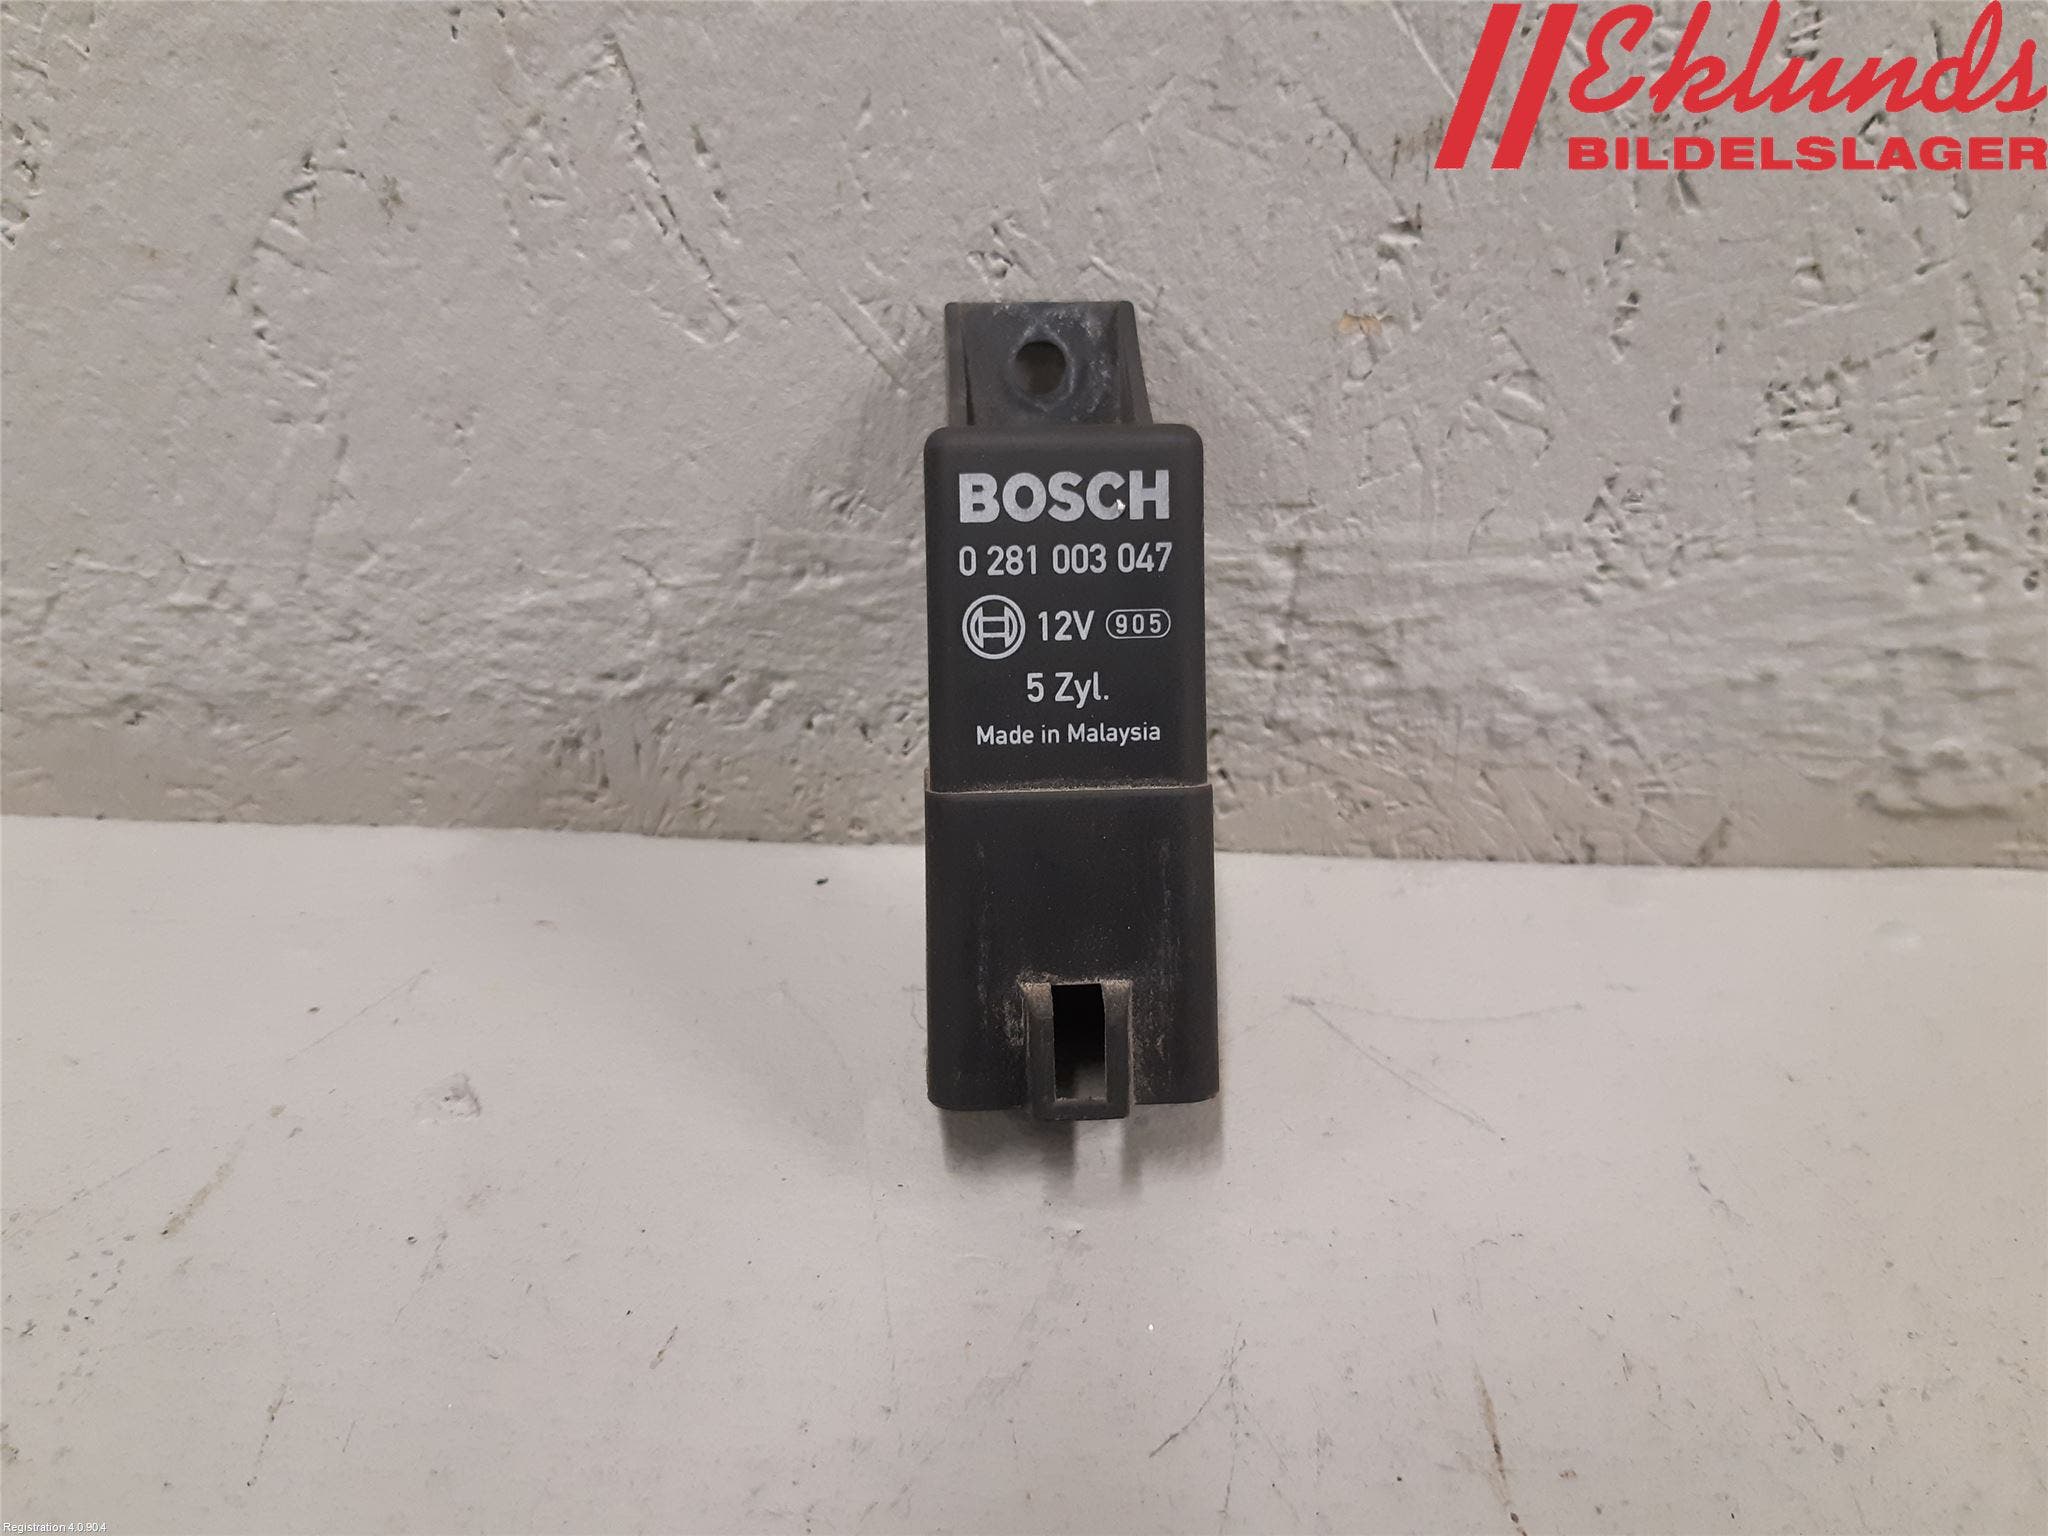 Eklunds
BILDELSLAGER
BOSCH
0 281 003 047
12V 905
5 Zyl.
Made in Malaysia
Registration 4.0.90.4